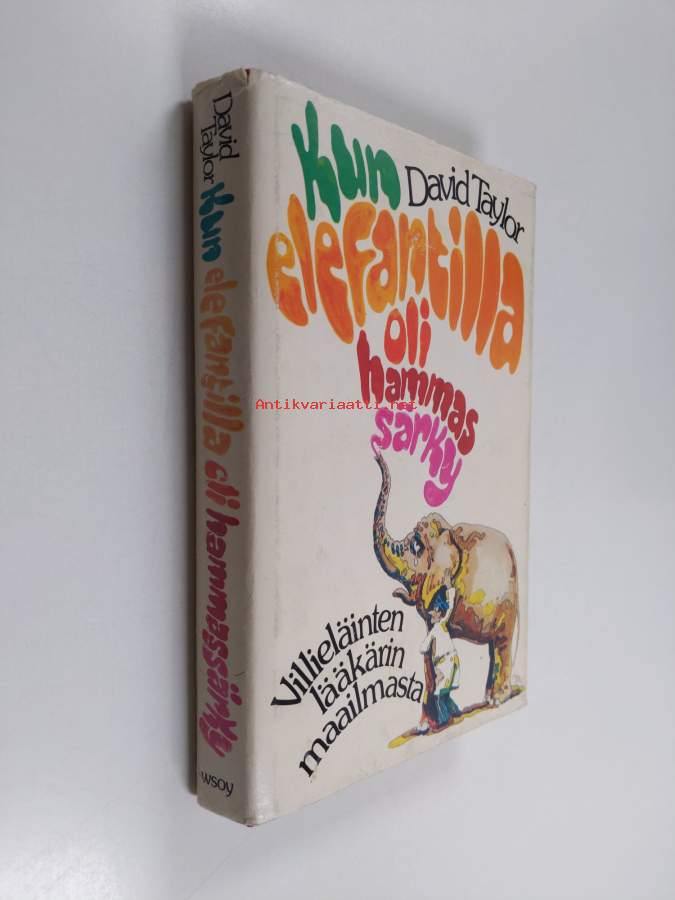 David
Taylor
Kun elefantilla oli hammassärky
wsoy
Kun
David Taylor
elefantilla
oli
hammas
särky
Antikvariaatti.net
Villieläinten
lääkärin
maailmasta